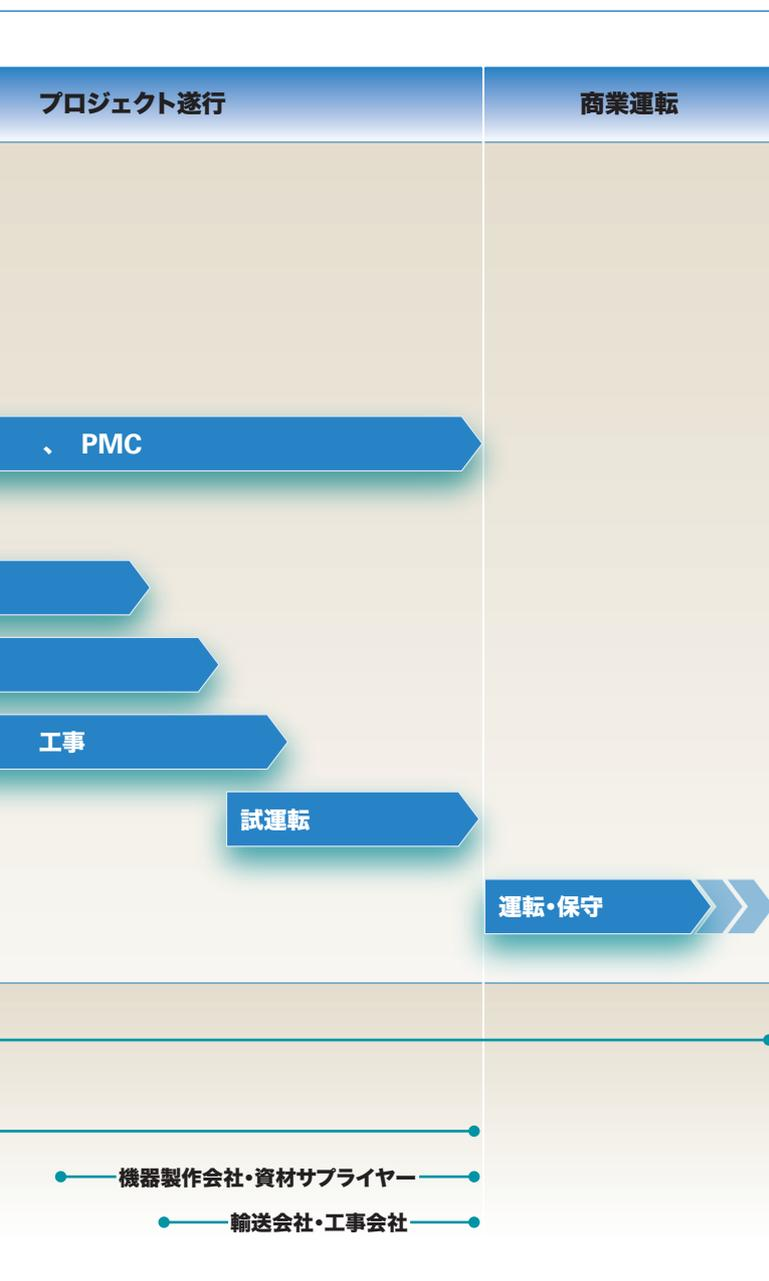 プロジェクト遂行
商業運転
、 PMC
工事
試運転
運転・保守
機器製作会社・資材サプライヤー
輸送会社・工事会社